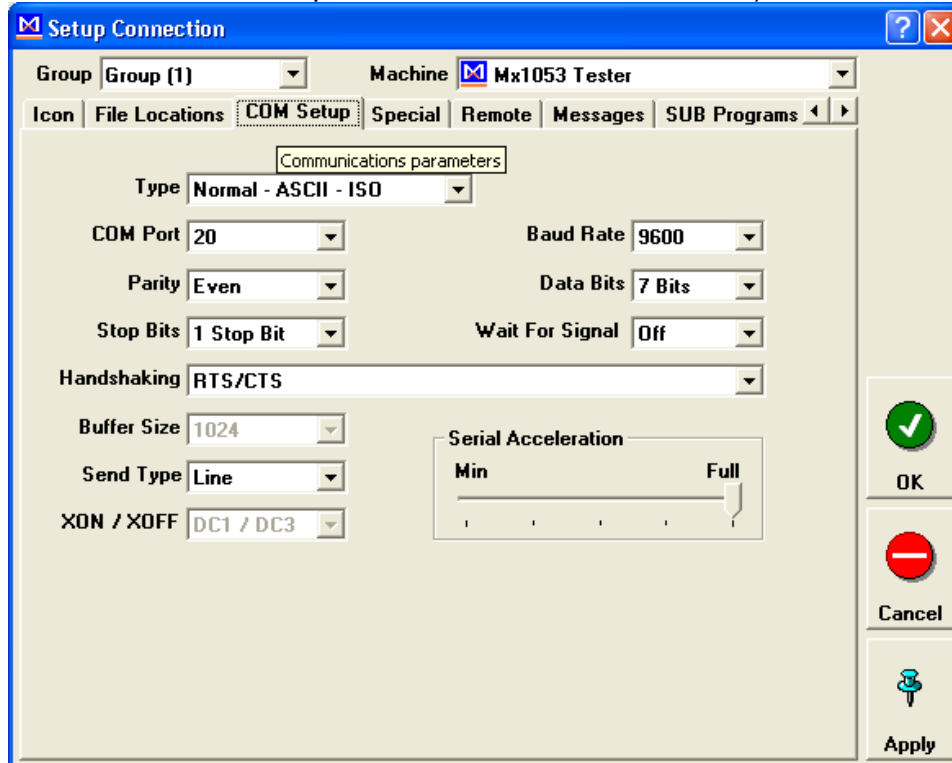 Setup Connection
Group Group (1) Machine Mx1053 Tester
Icon File Locations COM Setup Special Remote Messages SUB Programs
Communications parameters
Type Normal - ASCII - ISO
COM Port 20 Baud Rate 9600
Parity Even Data Bits 7 Bits
Stop Bits 1 Stop Bit Wait For Signal Off
Handshaking RTS/CTS
Buffer Size 1024 Serial Acceleration
Send Type Line Min Full
XON / XOFF DC1 / DC3
OK
Cancel
Apply